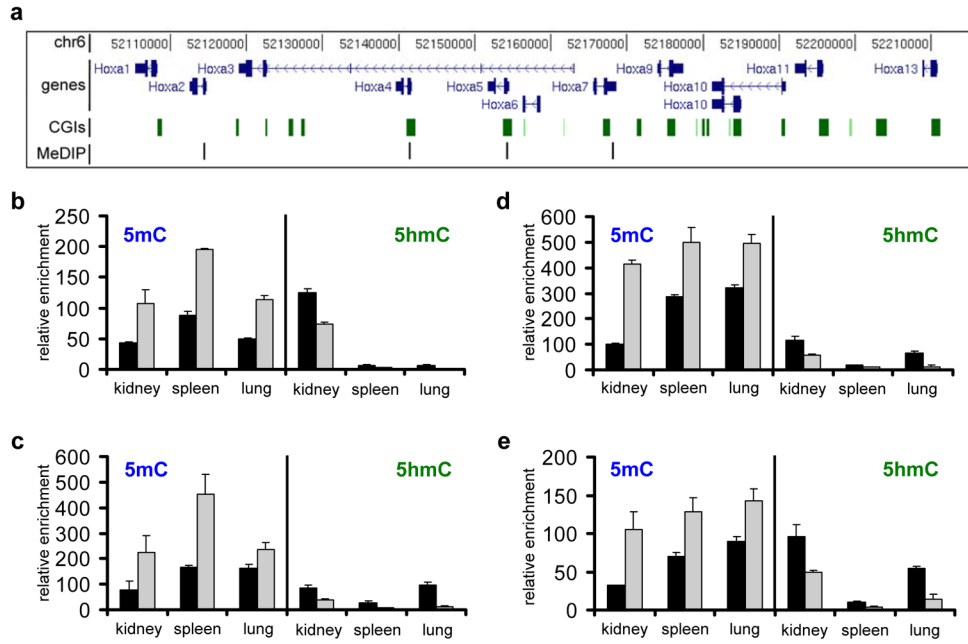 a
chr6 52110000 52120000 52130000 52140000 52150000 52160000 52170000 52180000 52190000 52200000 52210000
genes
Hoxa1 Hoxa3 Hoxa9 Hoxa11 Hoxa13
Hoxa2 Hoxa4 Hoxa5 Hoxa7 Hoxa10
Hoxa6 Hoxa10
CGIs
MeDIP
b
relative enrichment
250
200
150
100
50
0
5mC 5hmC
kidney spleen lung kidney spleen lung
d
relative enrichment
600
500
400
300
200
100
0
5mC 5hmC
kidney spleen lung kidney spleen lung
c
relative enrichment
600
500
400
300
200
100
0
5mC 5hmC
kidney spleen lung kidney spleen lung
e
relative enrichment
200
150
100
50
0
5mC 5hmC
kidney spleen lung kidney spleen lung